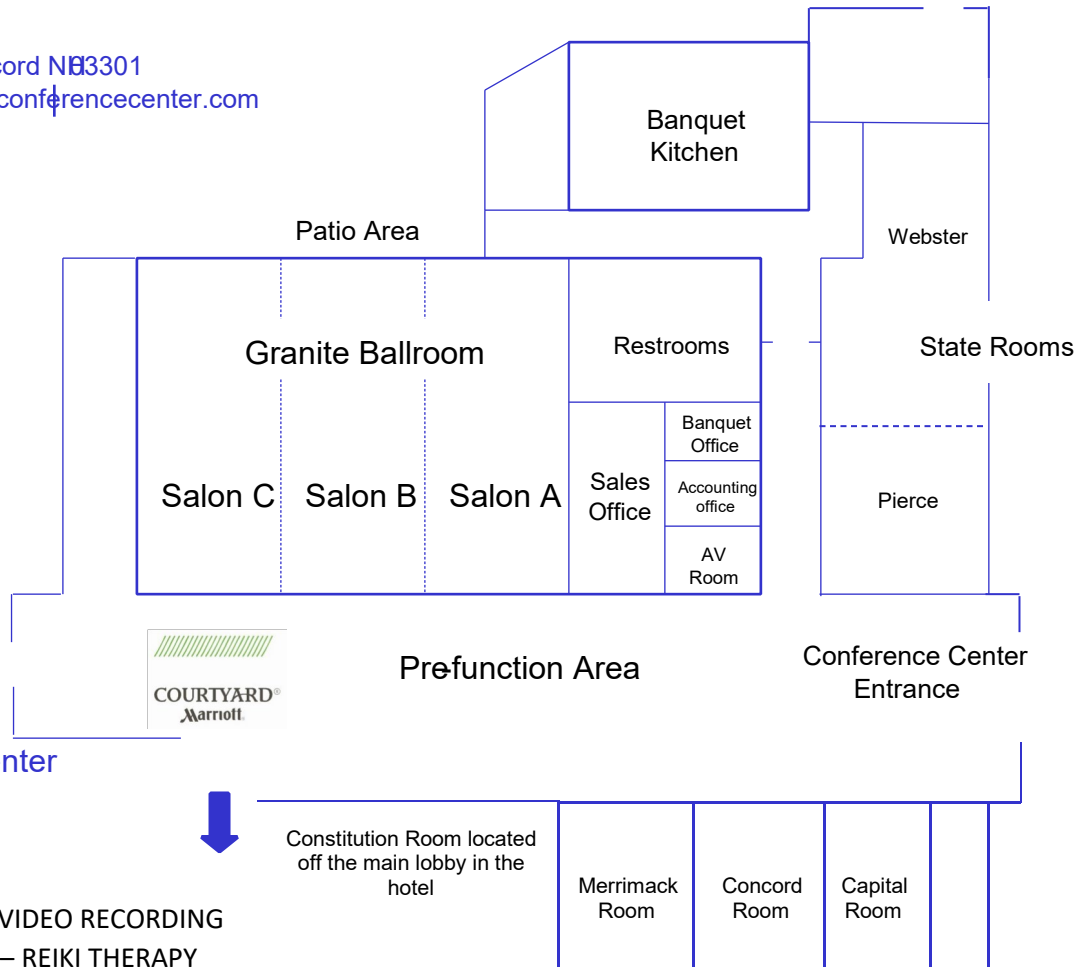 cord NH03301
conferencecenter.com
Banquet
Kitchen
Patio Area
Webster
Granite Ballroom
Restrooms
State Rooms
Banquet
Office
Salon C
Salon B
Salon A
Sales
Office
Accounting
office
Pierce
AV
Room
COURTYARD®
Marriott
Pre-function Area
Conference Center
Entrance
nter
Constitution Room located
off the main lobby in the
hotel
Merrimack
Room
Concord
Room
Capital
Room
VIDEO RECORDING
– REIKI THERAPY